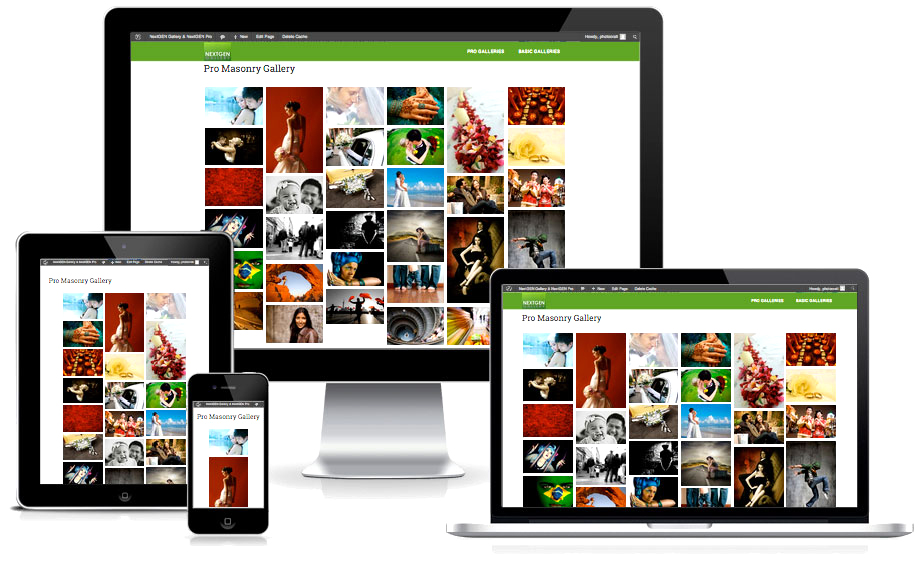 NextGEN Gallery & NextGEN Pro New Edit Page Delete Cache Howdy, photocrati
NEXTGEN PRO GALLERIES BASIC GALLERIES
Pro Masonry Gallery
NextGEN Gallery & NextGEN Pro New Edit Page Delete Cache Howdy, photocrati
Pro Masonry Gallery
NextGEN Gallery & NextGEN Pro
Pro Masonry Gallery
NextGEN Gallery & NextGEN Pro New Edit Page Delete Cache Howdy, photocrati
NEXTGEN PRO GALLERIES BASIC GALLERIES
Pro Masonry Gallery